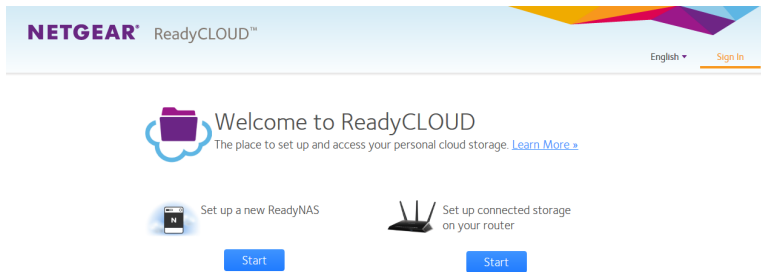 NETGEAR® ReadyCLOUD™
English Sign In
Welcome to ReadyCLOUD
The place to set up and access your personal cloud storage. Learn More »
N
Set up a new ReadyNAS
Set up connected storage
on your router
Start
Start